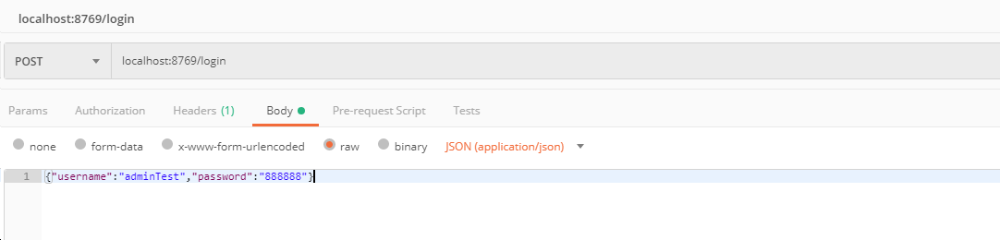 localhost:8769/login
POST localhost:8769/login
Params Authorization Headers (1) Body Pre-request Script Tests
none form-data x-www-form-urlencoded raw binary JSON (application/json)
1 {"username":"adminTest","password":"888888"}